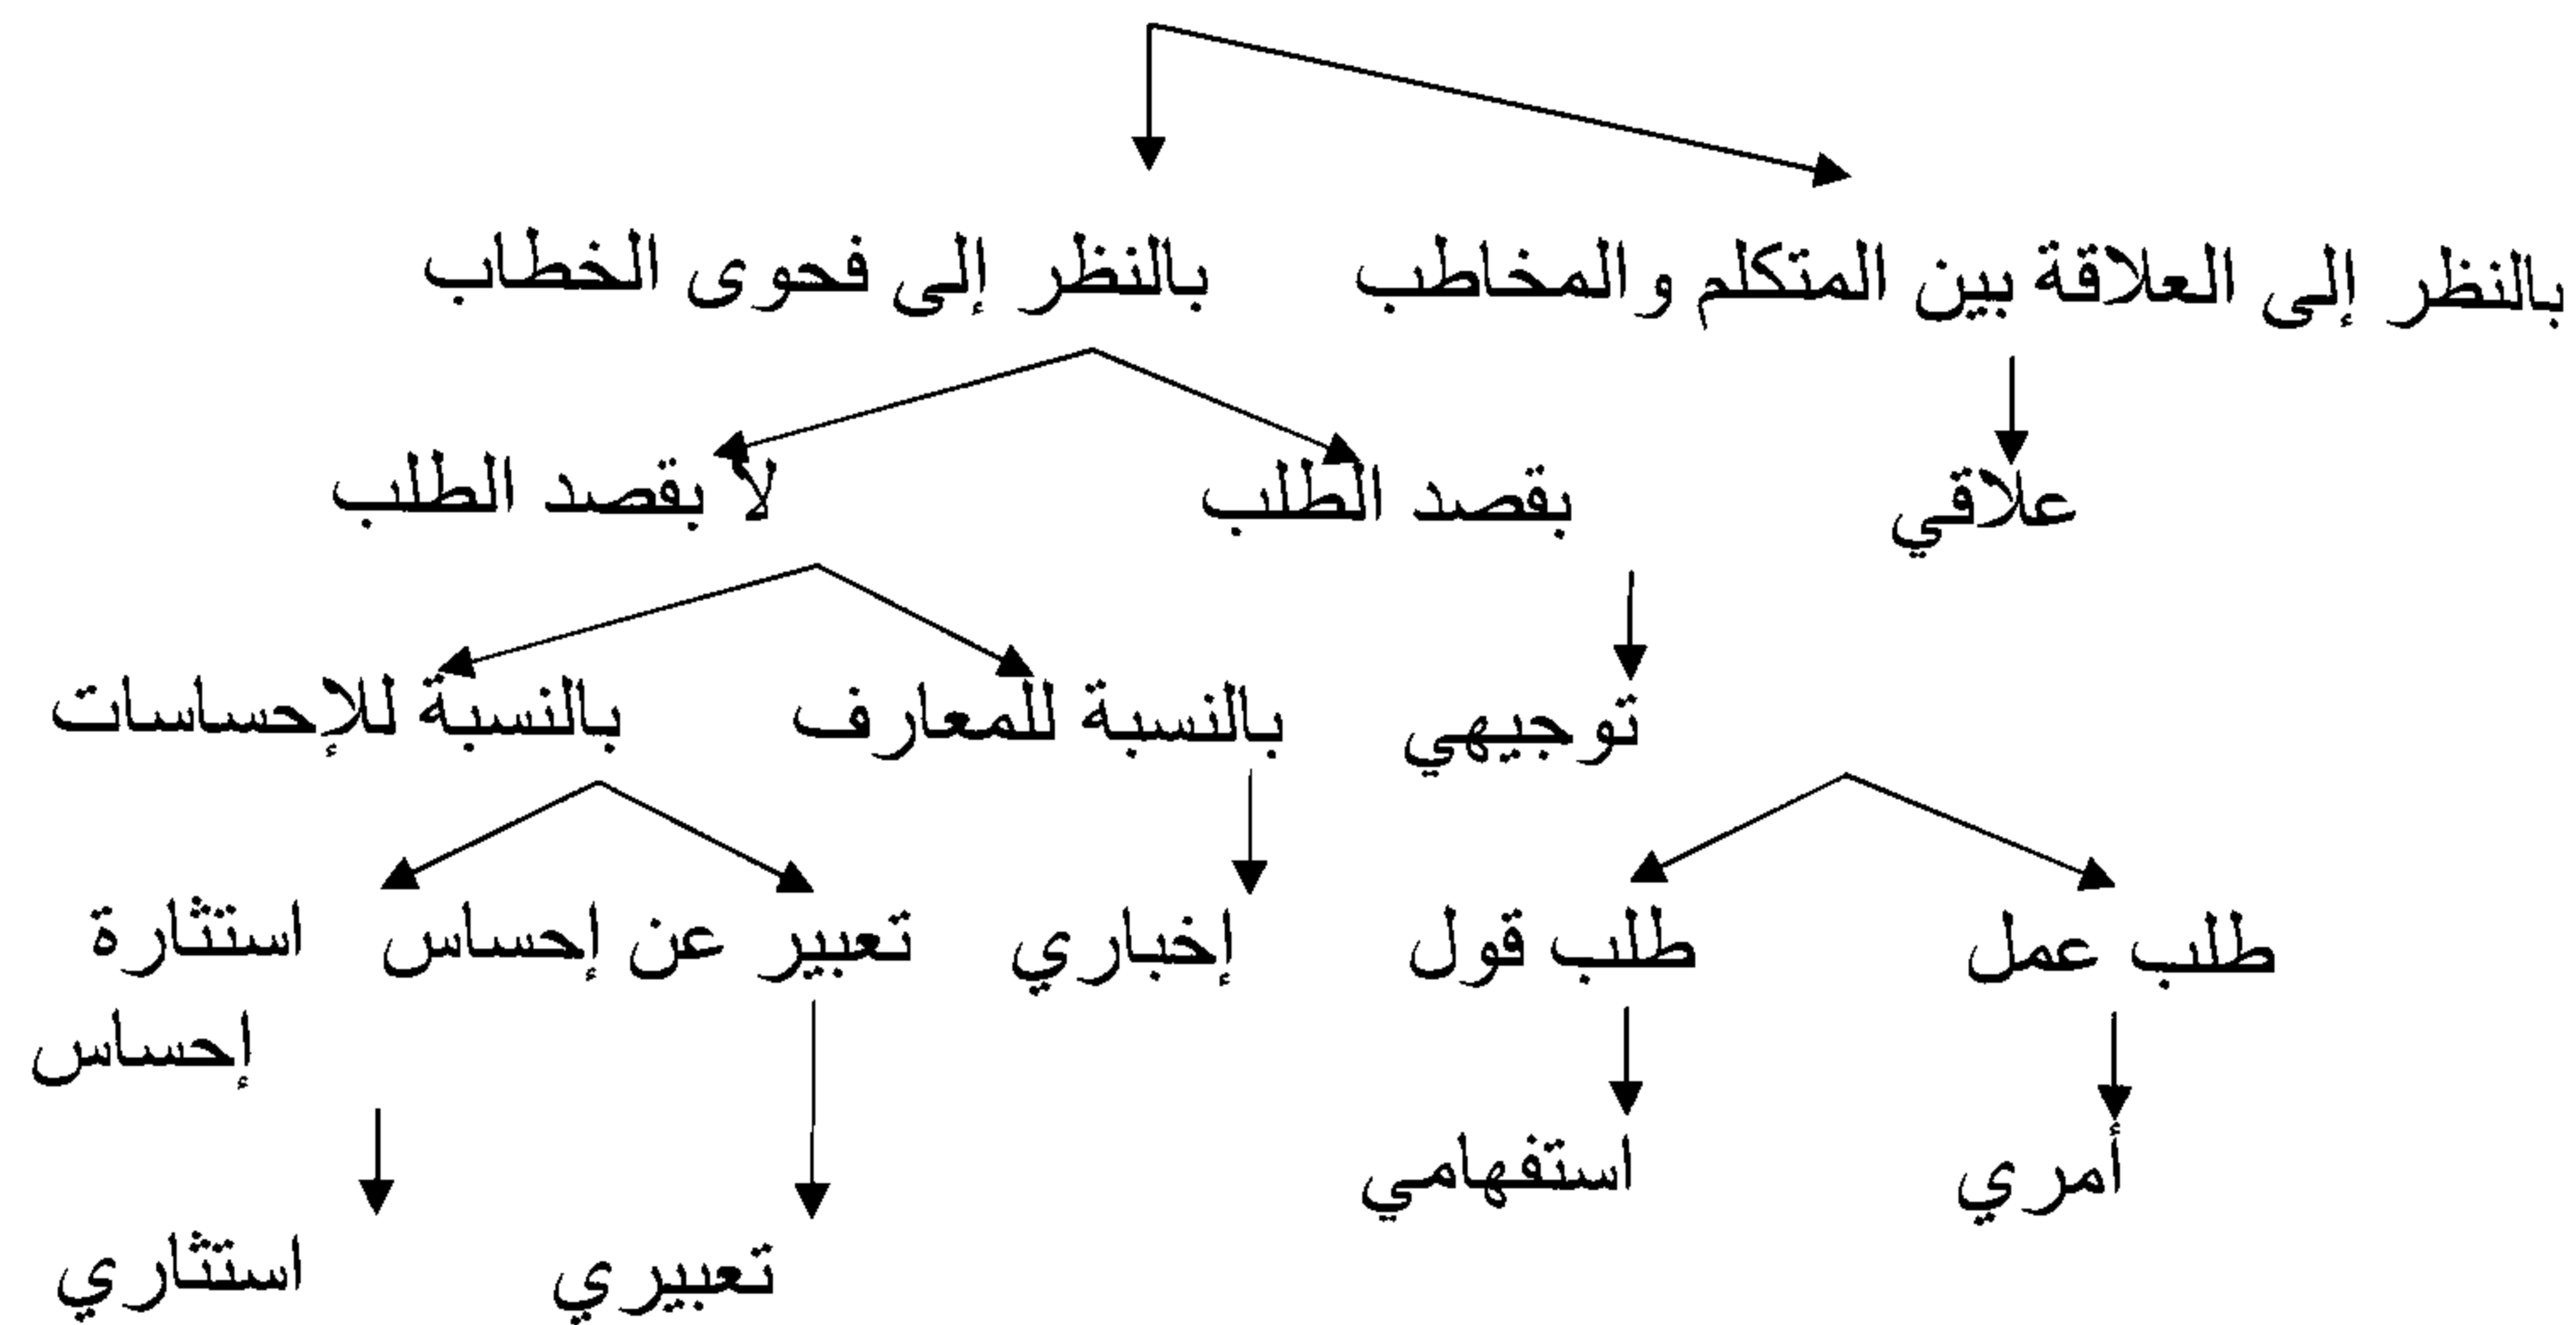 بالنظر إلى العلاقة بين المتكلم والمخاطب بالنظر إلى فحوى الخطاب
علاقي بقصد الطلب لا بقصد الطلب
توجيهي بالنسبة للمعارف بالنسبة للإحساسات
طلب عمل طلب قول إخباري تعبير عن إحساس استثارة
إحساس
أمري استفهامي
تعبيري استثاري